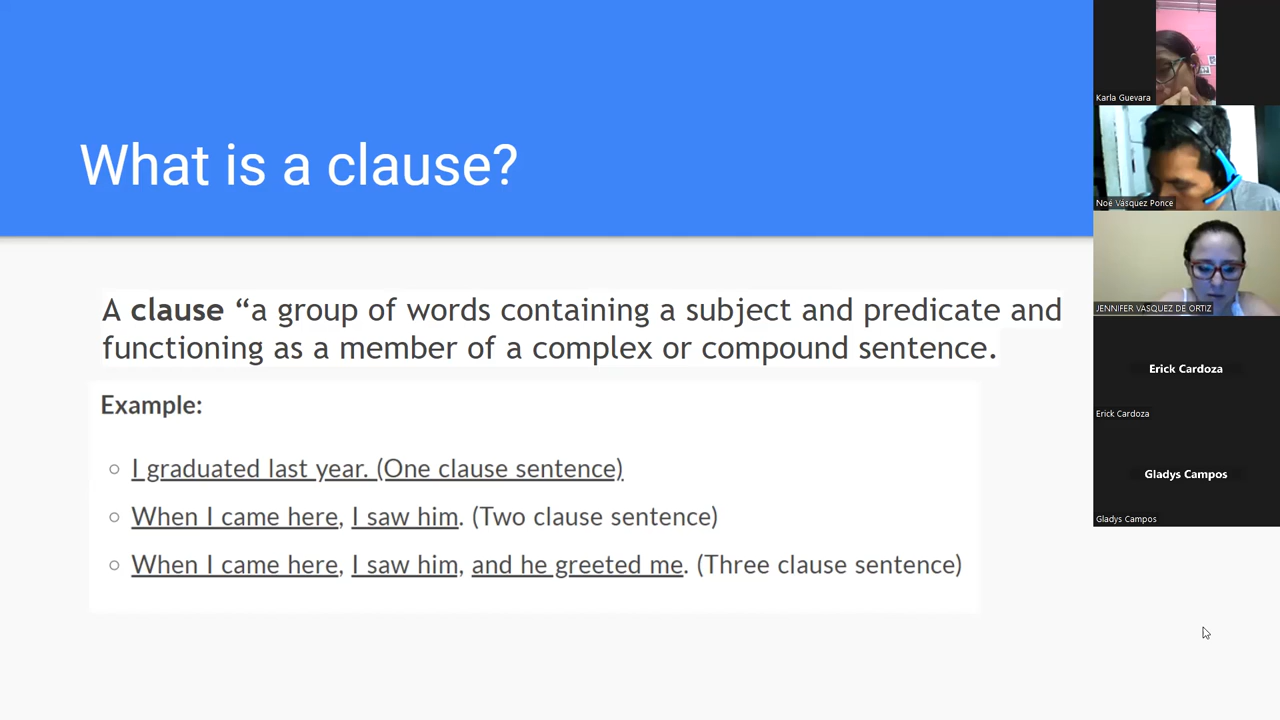 What is a clause?
A clause “a group of words containing a subject and predicate and
functioning as a member of a complex or compound sentence.
Example:
I graduated last year. (One clause sentence)
When I came here, I saw him. (Two clause sentence)
When I came here, I saw him, and he greeted me. (Three clause sentence)
Karla Guevara
Noé Vásquez Ponce
JENNIFER VASQUEZ DE ORTIZ
Erick Cardoza
Erick Cardoza
Gladys Campos
Gladys Campos